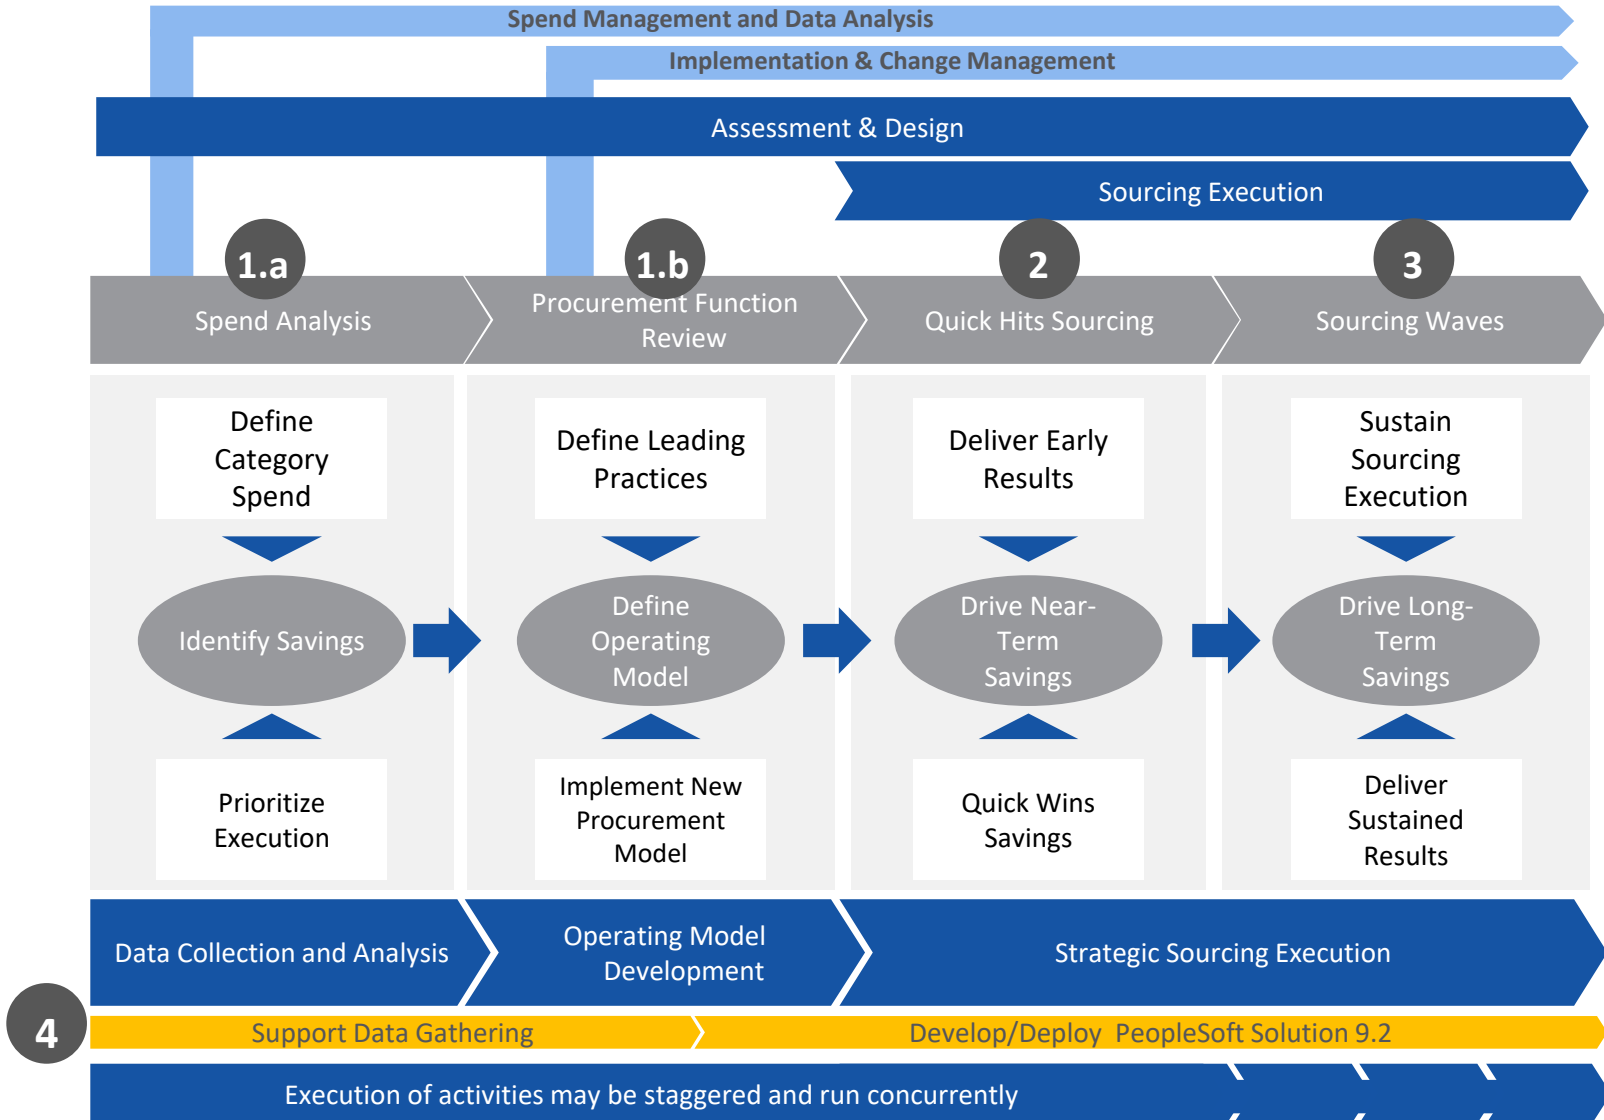 Spend Management and Data Analysis
Implementation & Change Management
Assessment & Design
Sourcing Execution
1.a
1.b
2
3
Spend Analysis
Procurement Function
Review
Quick Hits Sourcing
Sourcing Waves
Define
Category
Spend
Define Leading
Practices
Deliver Early
Results
Sustain
Sourcing
Execution
Identify Savings
Define
Operating
Model
Drive Near-
Term
Savings
Drive Long-
Term
Savings
Prioritize
Execution
Implement New
Procurement
Model
Quick Wins
Savings
Deliver
Sustained
Results
Data Collection and Analysis
Operating Model
Development
Strategic Sourcing Execution
4
Support Data Gathering
Develop/Deploy PeopleSoft Solution 9.2
Execution of activities may be staggered and run concurrently